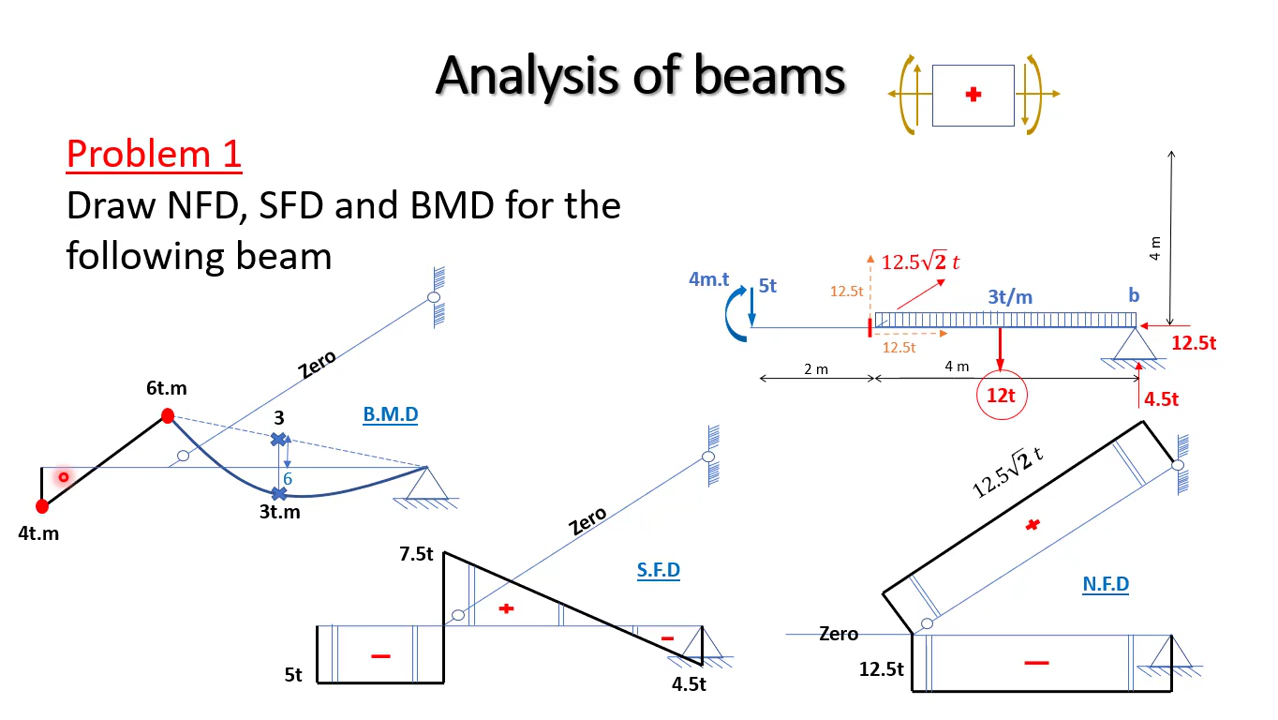 Analysis of beams
Problem 1
Draw NFD, SFD and BMD for the
following beam
4 m
4m.t
5t
12.5t
12.5√2 t
3t/m
b
12.5t
12.5t
2 m
4 m
12t
4.5t
Zero
6t.m
3
B.M.D
6
3t.m
4t.m
Zero
7.5t
S.F.D
5t
4.5t
12.5√2 t
N.F.D
Zero
12.5t